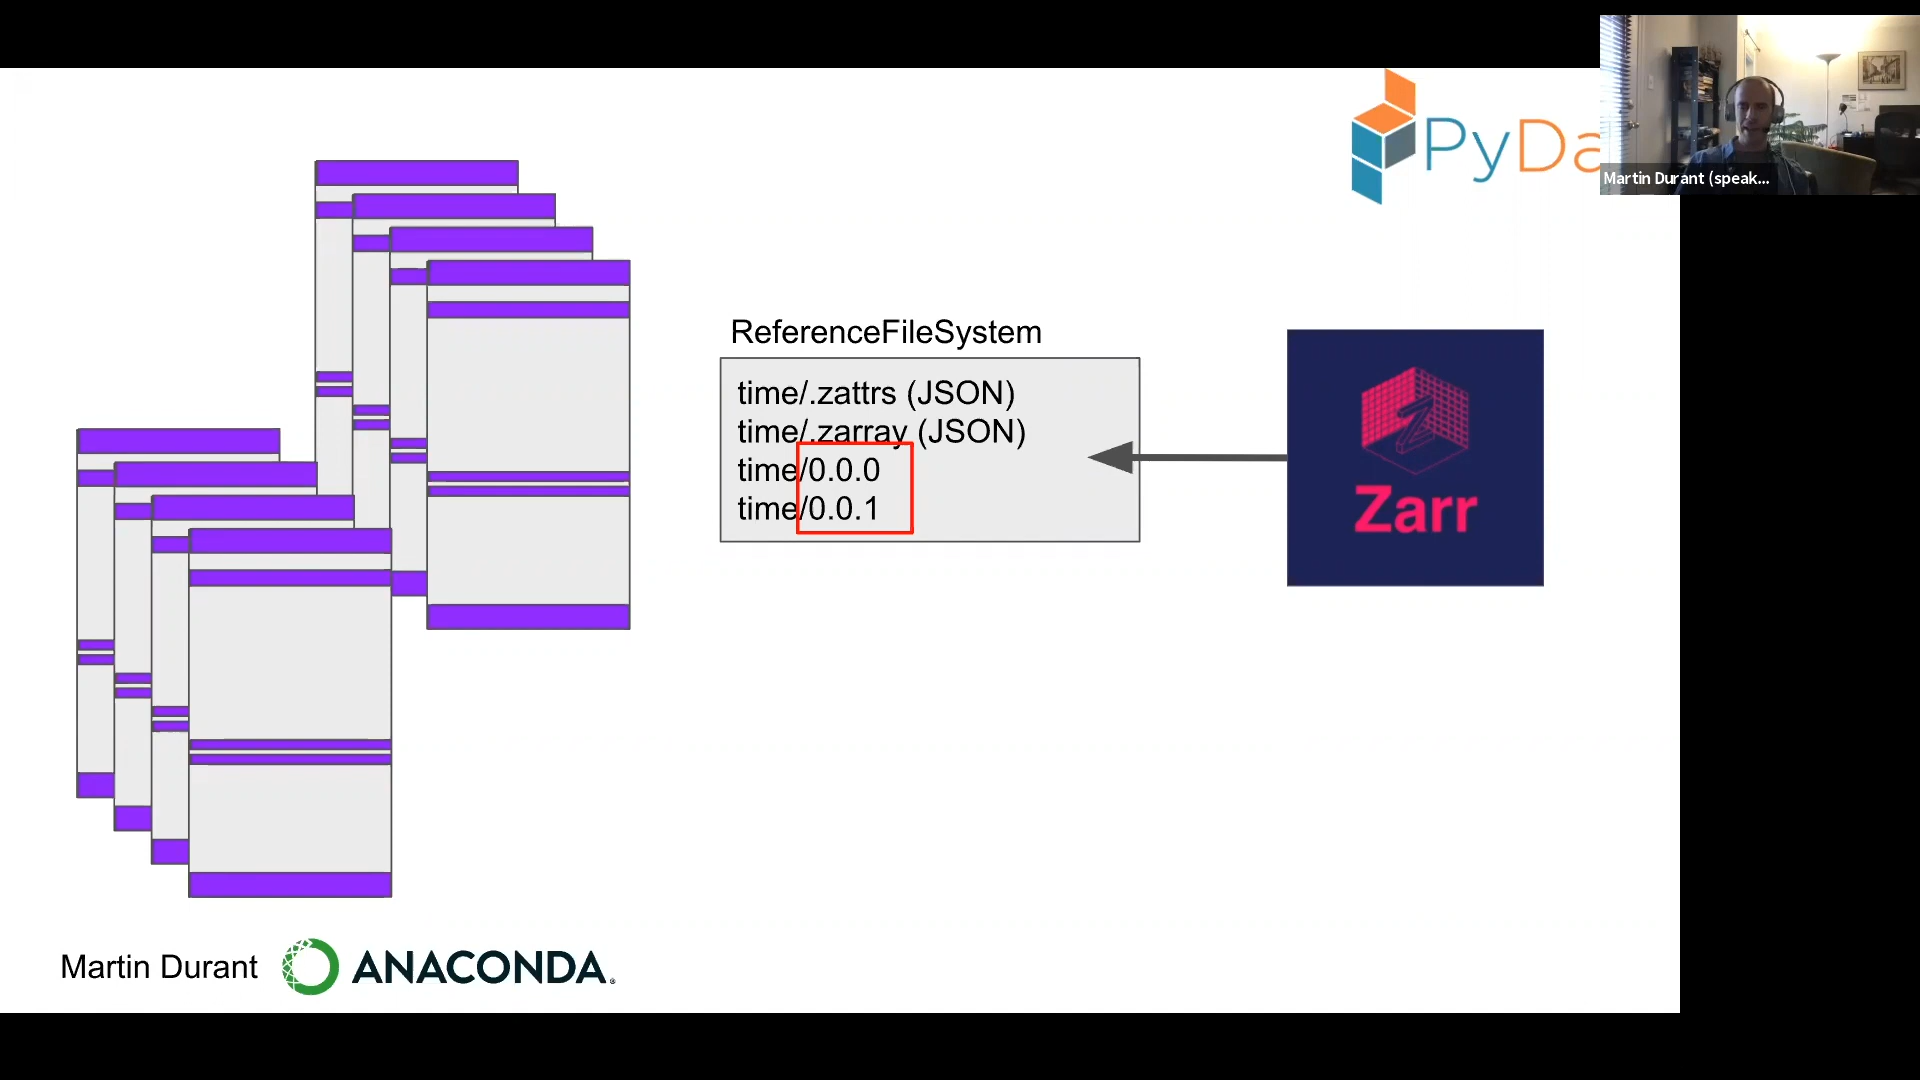 PyDa
Martin Durant (speak...
ReferenceFileSystem
time/.zattrs (JSON)
time/.zarray (JSON)
time/0.0.0
time/0.0.1
Zarr
Martin Durant
ANACONDA®